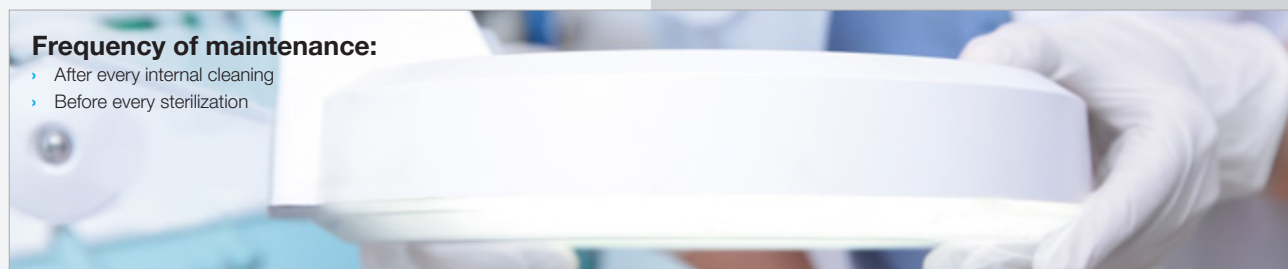 Frequency of maintenance:
› After every internal cleaning
› Before every sterilization